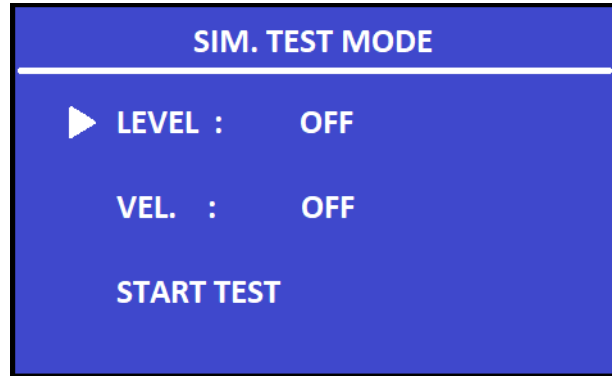 SIM. TEST MODE
LEVEL : OFF
VEL. : OFF
START TEST